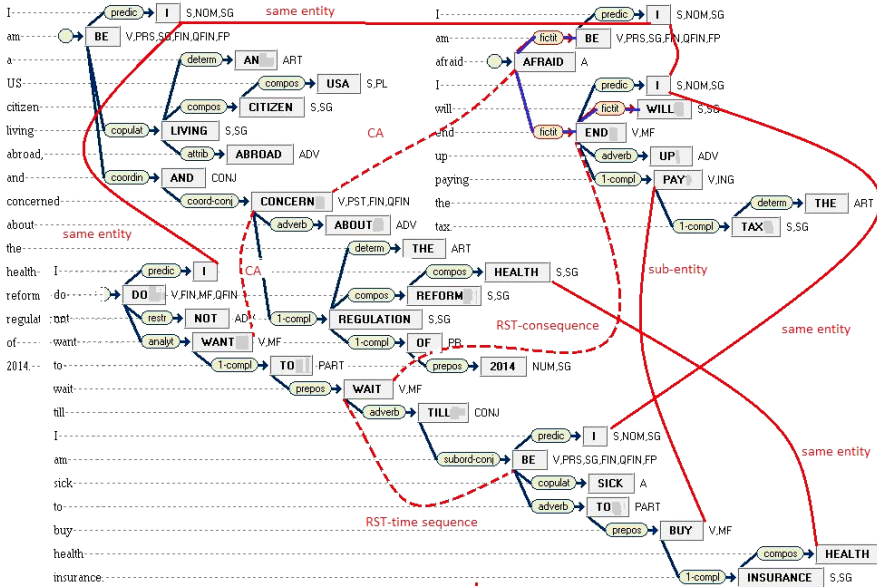 predic I S,NOM,SG same entity predic I S,NOM,SG
I I
am BE V,PRS,SG,FIN,QFIN,FP am fictit BE V,PRS,SG,FIN,QFIN,FP
a determ AN ART afraid AFRAID A
US compos USA S,PL I predic I S,NOM,SG
citizen compos CITIZEN S,SG will fictit WILL S,SG
living copulat LIVING S,SG CA end fictit END V,MF
abroad, attrib ABROAD ADV up adverb UP ADV
and coordin AND CONJ paying 1-compl PAY V,ING
concerned coord-conj CONCERN V,PST,FIN,QFIN the determ THE ART
about adverb ABOUT ADV tax. 1-compl TAX S,SG
same entity
the determ THE ART
health I predic I CA compos HEALTH S,SG sub-entity
reform do DO V,FIN,MF,QFIN compos REFORM S,SG
regulat not restr NOT AD 1-compl REGULATION S,SG RST-consequence same entity
of want analyt WANT V,MF 1-compl OF PR
2014. to 1-compl TO PART prepos 2014 NUM,SG
wait prepos WAIT V,MF
till adverb TILL CONJ
I predic I S,NOM,SG
am subord-conj BE V,PRS,SG,FIN,QFIN,FP same entity
sick copulat SICK A
to adverb TO PART
RST-time sequence
buy prepos BUY V,MF
health compos HEALTH
insurance. 1-compl INSURANCE S,SG